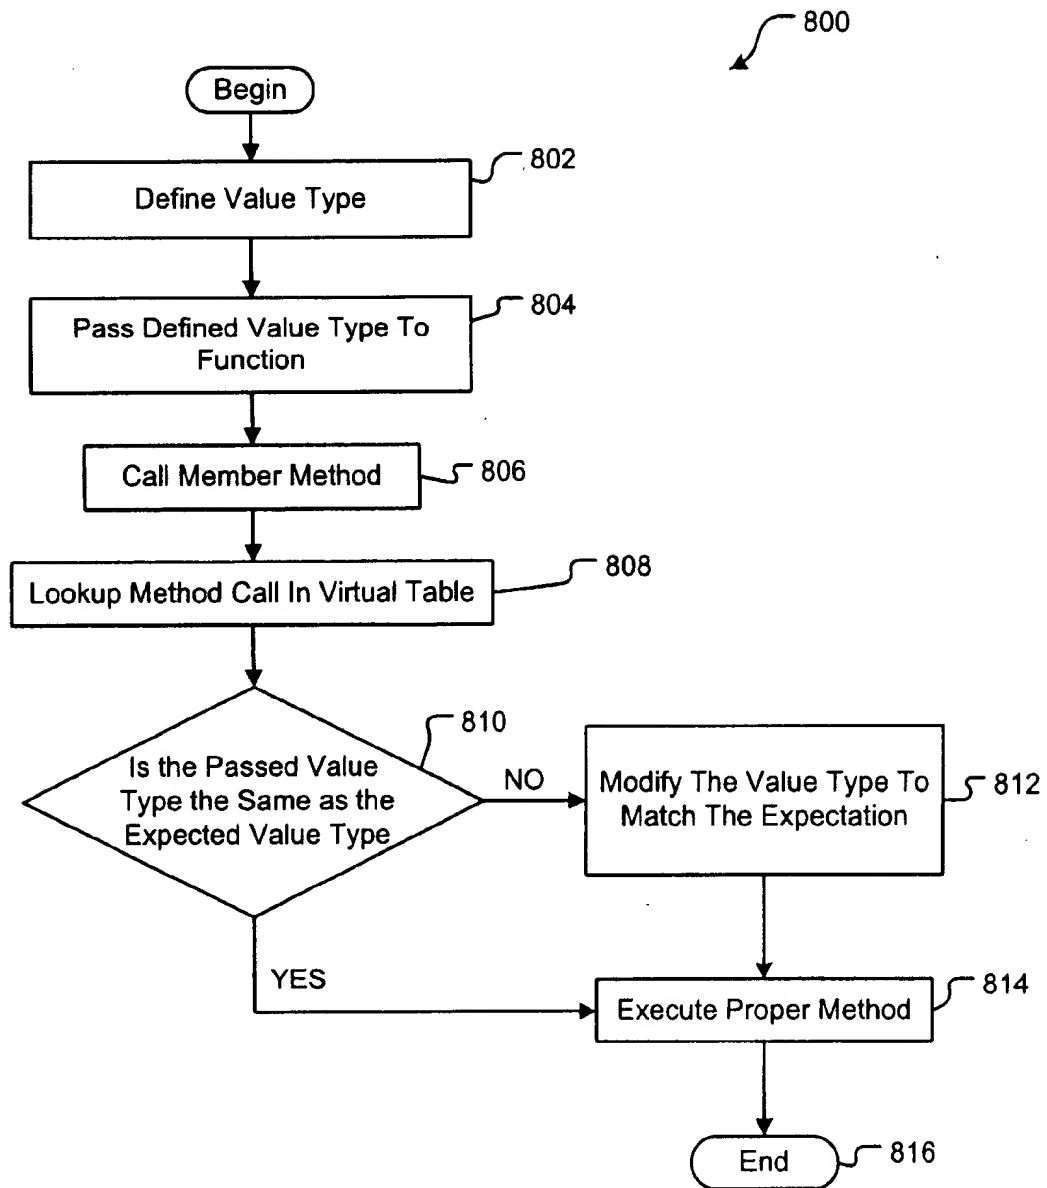 800
Begin
802
Define Value Type
804
Pass Defined Value Type To
Function
Call Member Method
806
808
Lookup Method Call In Virtual Table
810
Is the Passed Value
Type the Same as the
Expected Value Type
NO
Modify The Value Type To
Match The Expectation
812
YES
Execute Proper Method
814
End
816